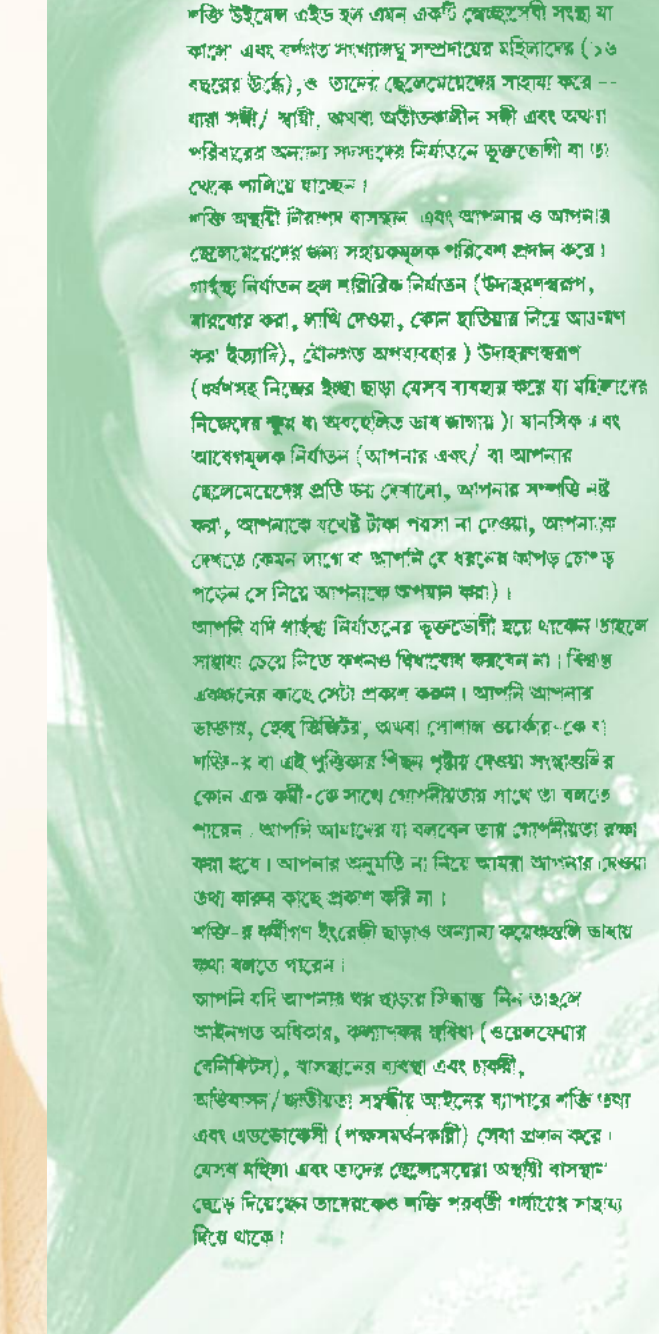 শক্তি উইমেন্স এইড হল এমন একটি স্বেচ্ছাসেবী সংস্থা যা
কালো এবং বর্ণগত সংখ্যালঘু সম্প্রদায়ের মহিলাদের (১৬
বছরের উর্দ্ধে),ও তাদের ছেলেমেয়েদের সাহায্য করে --
যারা সঙ্গী/ স্বামী, অথবা অতীতকালীন সঙ্গী এবং অথবা
পরিবারের অন্যান্য সদস্যদের নির্যাতনে ভুক্তভোগী বা তা
থেকে পালিয়ে যাচ্ছেন।
শক্তি অস্থায়ী নিরাপদ বাসস্থান এবং আপনার ও আপনার
ছেলেমেয়েদের জন্য সহায়কমূলক পরিবেশ প্রদান করে।
গার্হস্থ্য নির্যাতন হল শারীরিক নির্যাতন (উদাহরণস্বরূপ,
মারধোর করা, লাথি দেওয়া, কোন হাতিয়ার নিয়ে আক্রমণ
করা ইত্যাদি), যৌনগত অপব্যবহার ) উদাহরণস্বরূপ
(ধর্ষণসহ নিজের ইচ্ছা ছাড়া যেসব ব্যবহার করে যা মহিলাদের
নিজেদের ক্ষুদ্র বা অবহেলিত ভাব জাগায় )। মানসিক এবং
আবেগমূলক নির্যাতন (আপনার এবং/ বা আপনার
ছেলেমেয়েদের প্রতি ভয় দেখানো, আপনার সম্পত্তি নষ্ট
করা, আপনাকে যথেষ্ট টাকা পয়সা না দেওয়া, আপনাকে
দেখতে কেমন লাগে বা আপনি যে ধরনের কাপড় চোপড়
পড়েন সে নিয়ে আপনাকে অপমান করা)।
আপনি যদি গার্হস্থ্য নির্যাতনের ভুক্তভোগী হয়ে থাকেন তাহলে
সাহায্য চেয়ে নিতে কখনও দ্বিধাবোধ করবেন না। বিশ্বস্ত
একজনের কাছে সেটা প্রকাশ করুন। আপনি আপনার
ডাক্তার, হেল্থ ভিজিটর, অথবা সোশাল ওয়ার্কার-কে বা
শক্তি-র বা এই পুস্তিকার পিছন পৃষ্ঠায় দেওয়া সংস্থাগুলির
কোন এক কর্মী-কে সাথে গোপনীয়তার সাথে তা বলতে
পারেন। আপনি আমাদের যা বলবেন তার গোপনীয়তা রক্ষা
করা হবে। আপনার অনুমতি না নিয়ে আমরা আপনার দেওয়া
তথ্য কারুর কাছে প্রকাশ করি না।
শক্তি-র কর্মীগণ ইংরেজী ছাড়াও অন্যান্য কয়েকগুলি ভাষায়
কথা বলতে পারেন।
আপনি যদি আপনার ঘর ছাড়ার সিদ্ধান্ত নিন তাহলে
আইনগত অধিকার, কল্যাণকর সুবিধা (ওয়েলফেয়ার
বেনিফিটস), বাসস্থানের ব্যবস্থা এবং চাকরী,
অভিবাসন/জাতীয়তা সম্বন্ধীয় আইনের ব্যাপারে শক্তি তথ্য
এবং এডভোকেসী (পক্ষসমর্থনকারী) সেবা প্রদান করে।
যেসব মহিলা এবং তাদের ছেলেমেয়েরা অস্থায়ী বাসস্থান
ছেড়ে দিয়েছেন তাদেরকেও শক্তি পরবর্তী পর্যায়ের সাহায্য
দিয়ে থাকে।